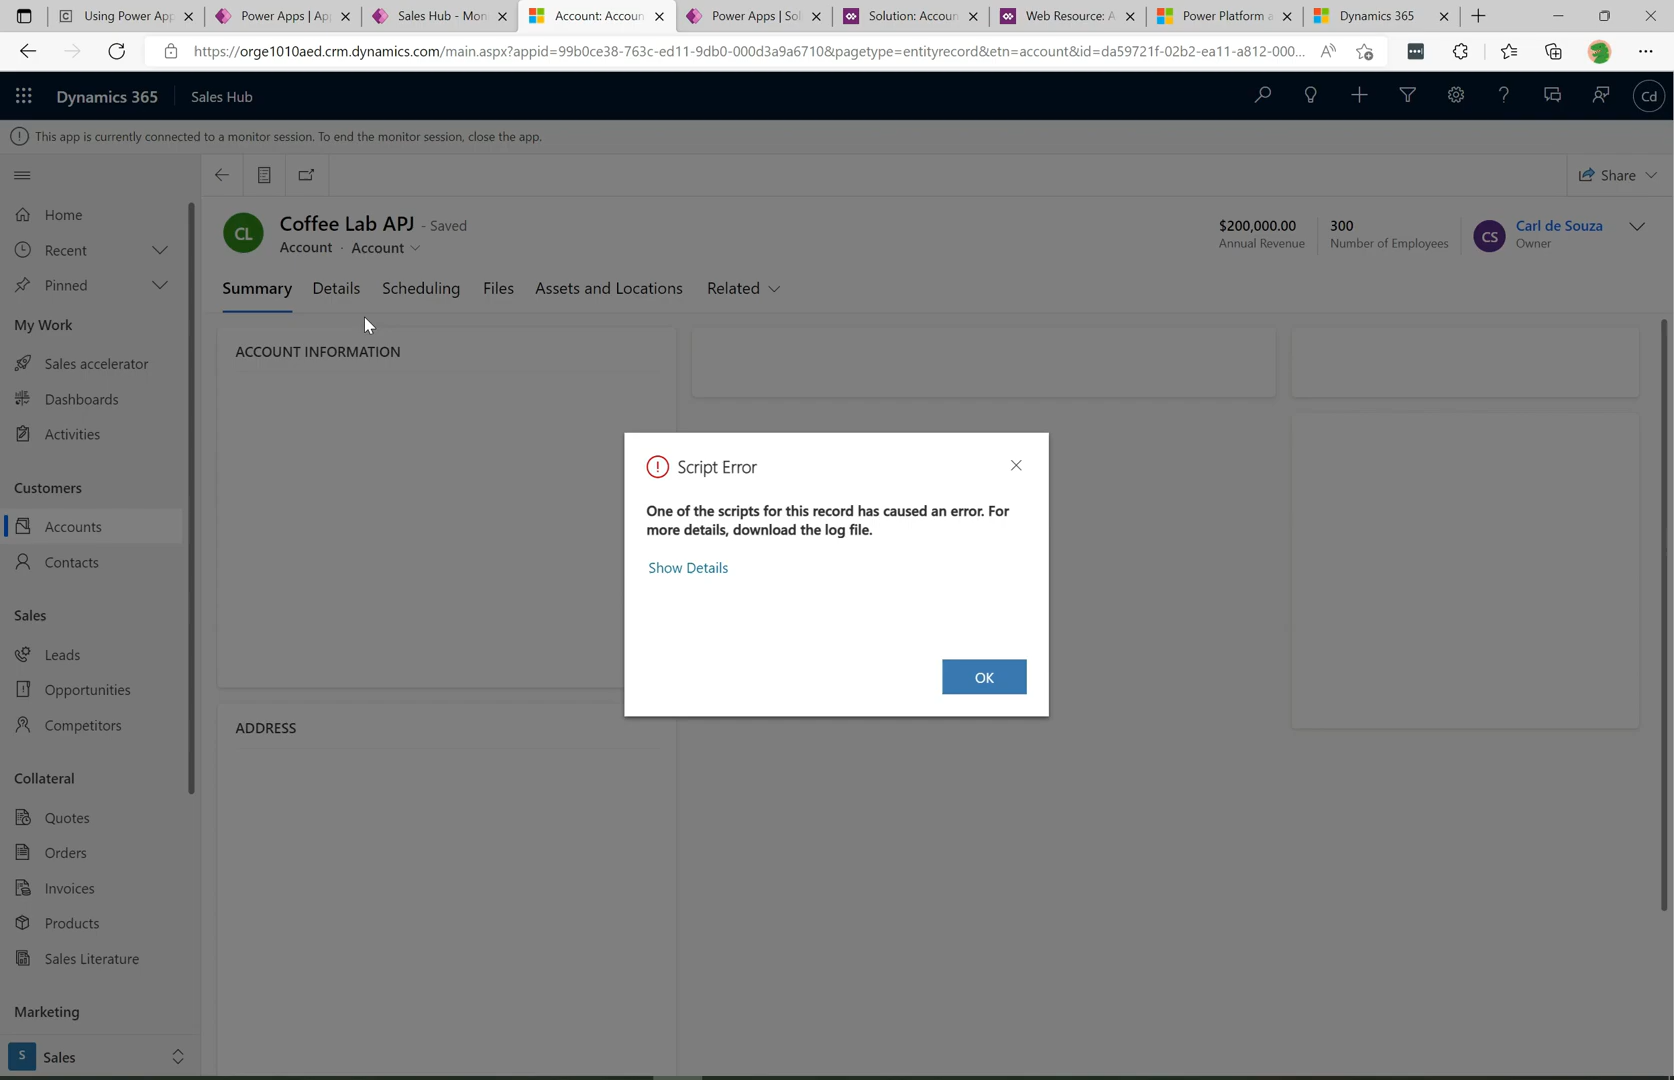 Using Power App
Power Apps | Ap
Sales Hub - Mon
Account: Accoun
Power Apps | Sol
Solution: Accoun
Web Resource: A
Power Platform a
Dynamics 365
https://orge1010aed.crm.dynamics.com/main.aspx?appid=99b0ce38-763c-ed11-9db0-000d3a9a6710&pagetype=entityrecord&etn=account&id=da59721f-02b2-ea11-a812-000...
Dynamics 365
Sales Hub
Cd
This app is currently connected to a monitor session. To end the monitor session, close the app.
Share
Home
Recent
Pinned
My Work
Sales accelerator
Dashboards
Activities
Customers
Accounts
Contacts
Sales
Leads
Opportunities
Competitors
Collateral
Quotes
Orders
Invoices
Products
Sales Literature
Marketing
S Sales
CL
Coffee Lab APJ - Saved
Account · Account
$200,000.00
Annual Revenue
300
Number of Employees
CS
Carl de Souza
Owner
Summary Details Scheduling Files Assets and Locations Related
ACCOUNT INFORMATION
ADDRESS
Script Error
One of the scripts for this record has caused an error. For
more details, download the log file.
Show Details
OK